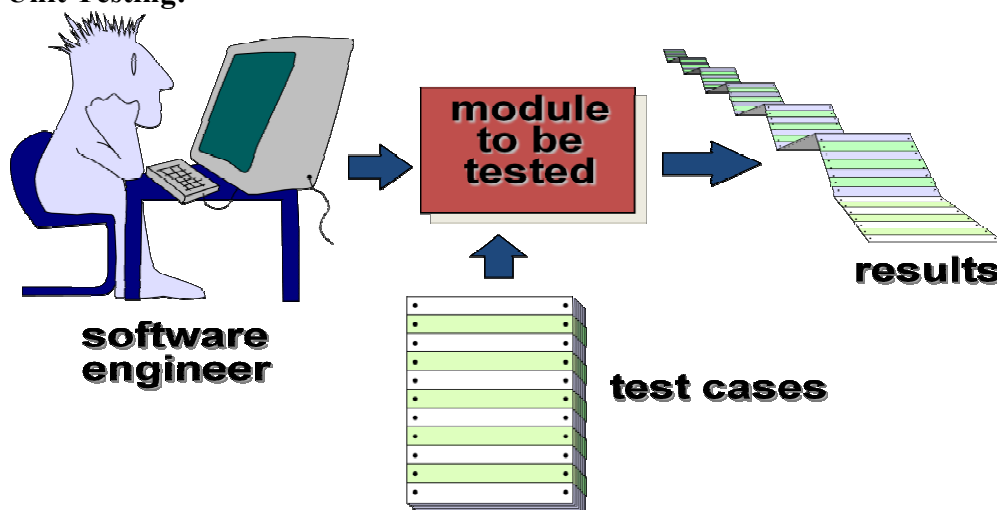 Unit Testing:
module
to be
tested
results
software
engineer
test cases